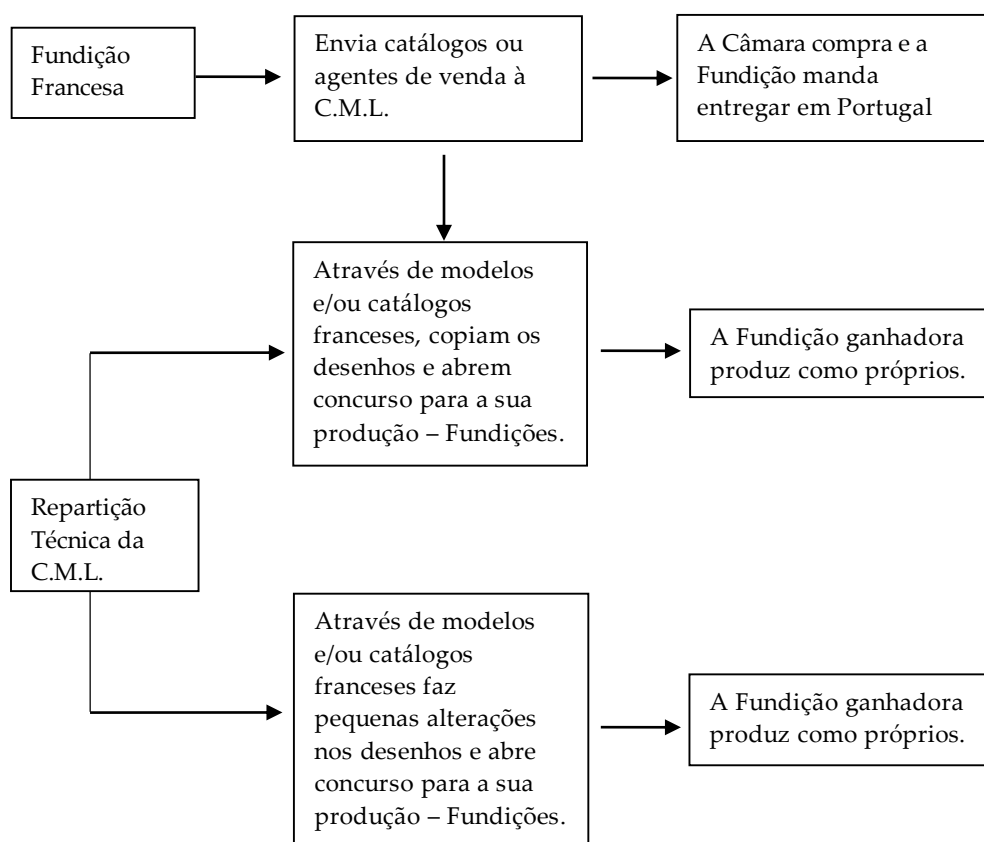 Fundição
Francesa
Envia catálogos ou
agentes de venda à
C.M.L.
A Câmara compra e a
Fundição manda
entregar em Portugal
Através de modelos
e/ou catálogos
franceses, copiam os
desenhos e abrem
concurso para a sua
produção – Fundições.
A Fundição ganhadora
produz como próprios.
Repartição
Técnica da
C.M.L.
Através de modelos
e/ou catálogos
franceses faz
pequenas alterações
nos desenhos e abre
concurso para a sua
produção – Fundições.
A Fundição ganhadora
produz como próprios.